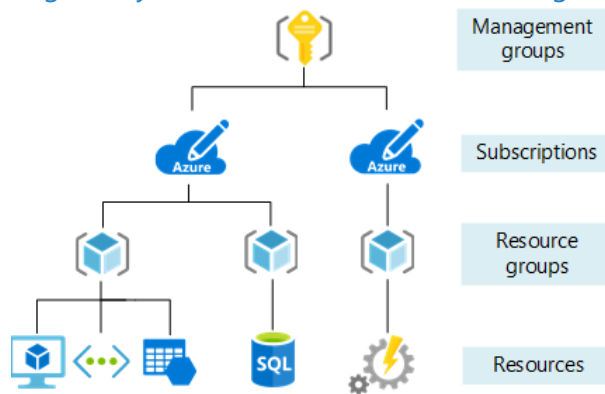 Management
groups
Azure
Azure
Subscriptions
Resource
groups
SQL
Resources